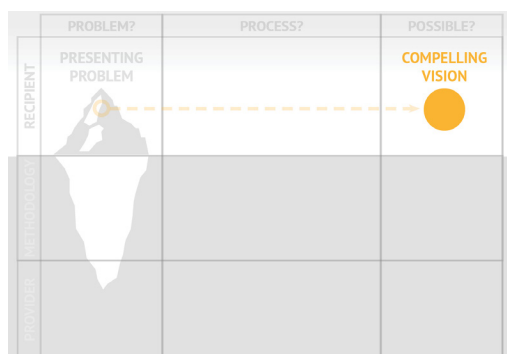 PROBLEM?
PROCESS?
POSSIBLE?
RECIPIENT
PRESENTING
PROBLEM
COMPELLING
VISION
METHODOLOGY
PROVIDER